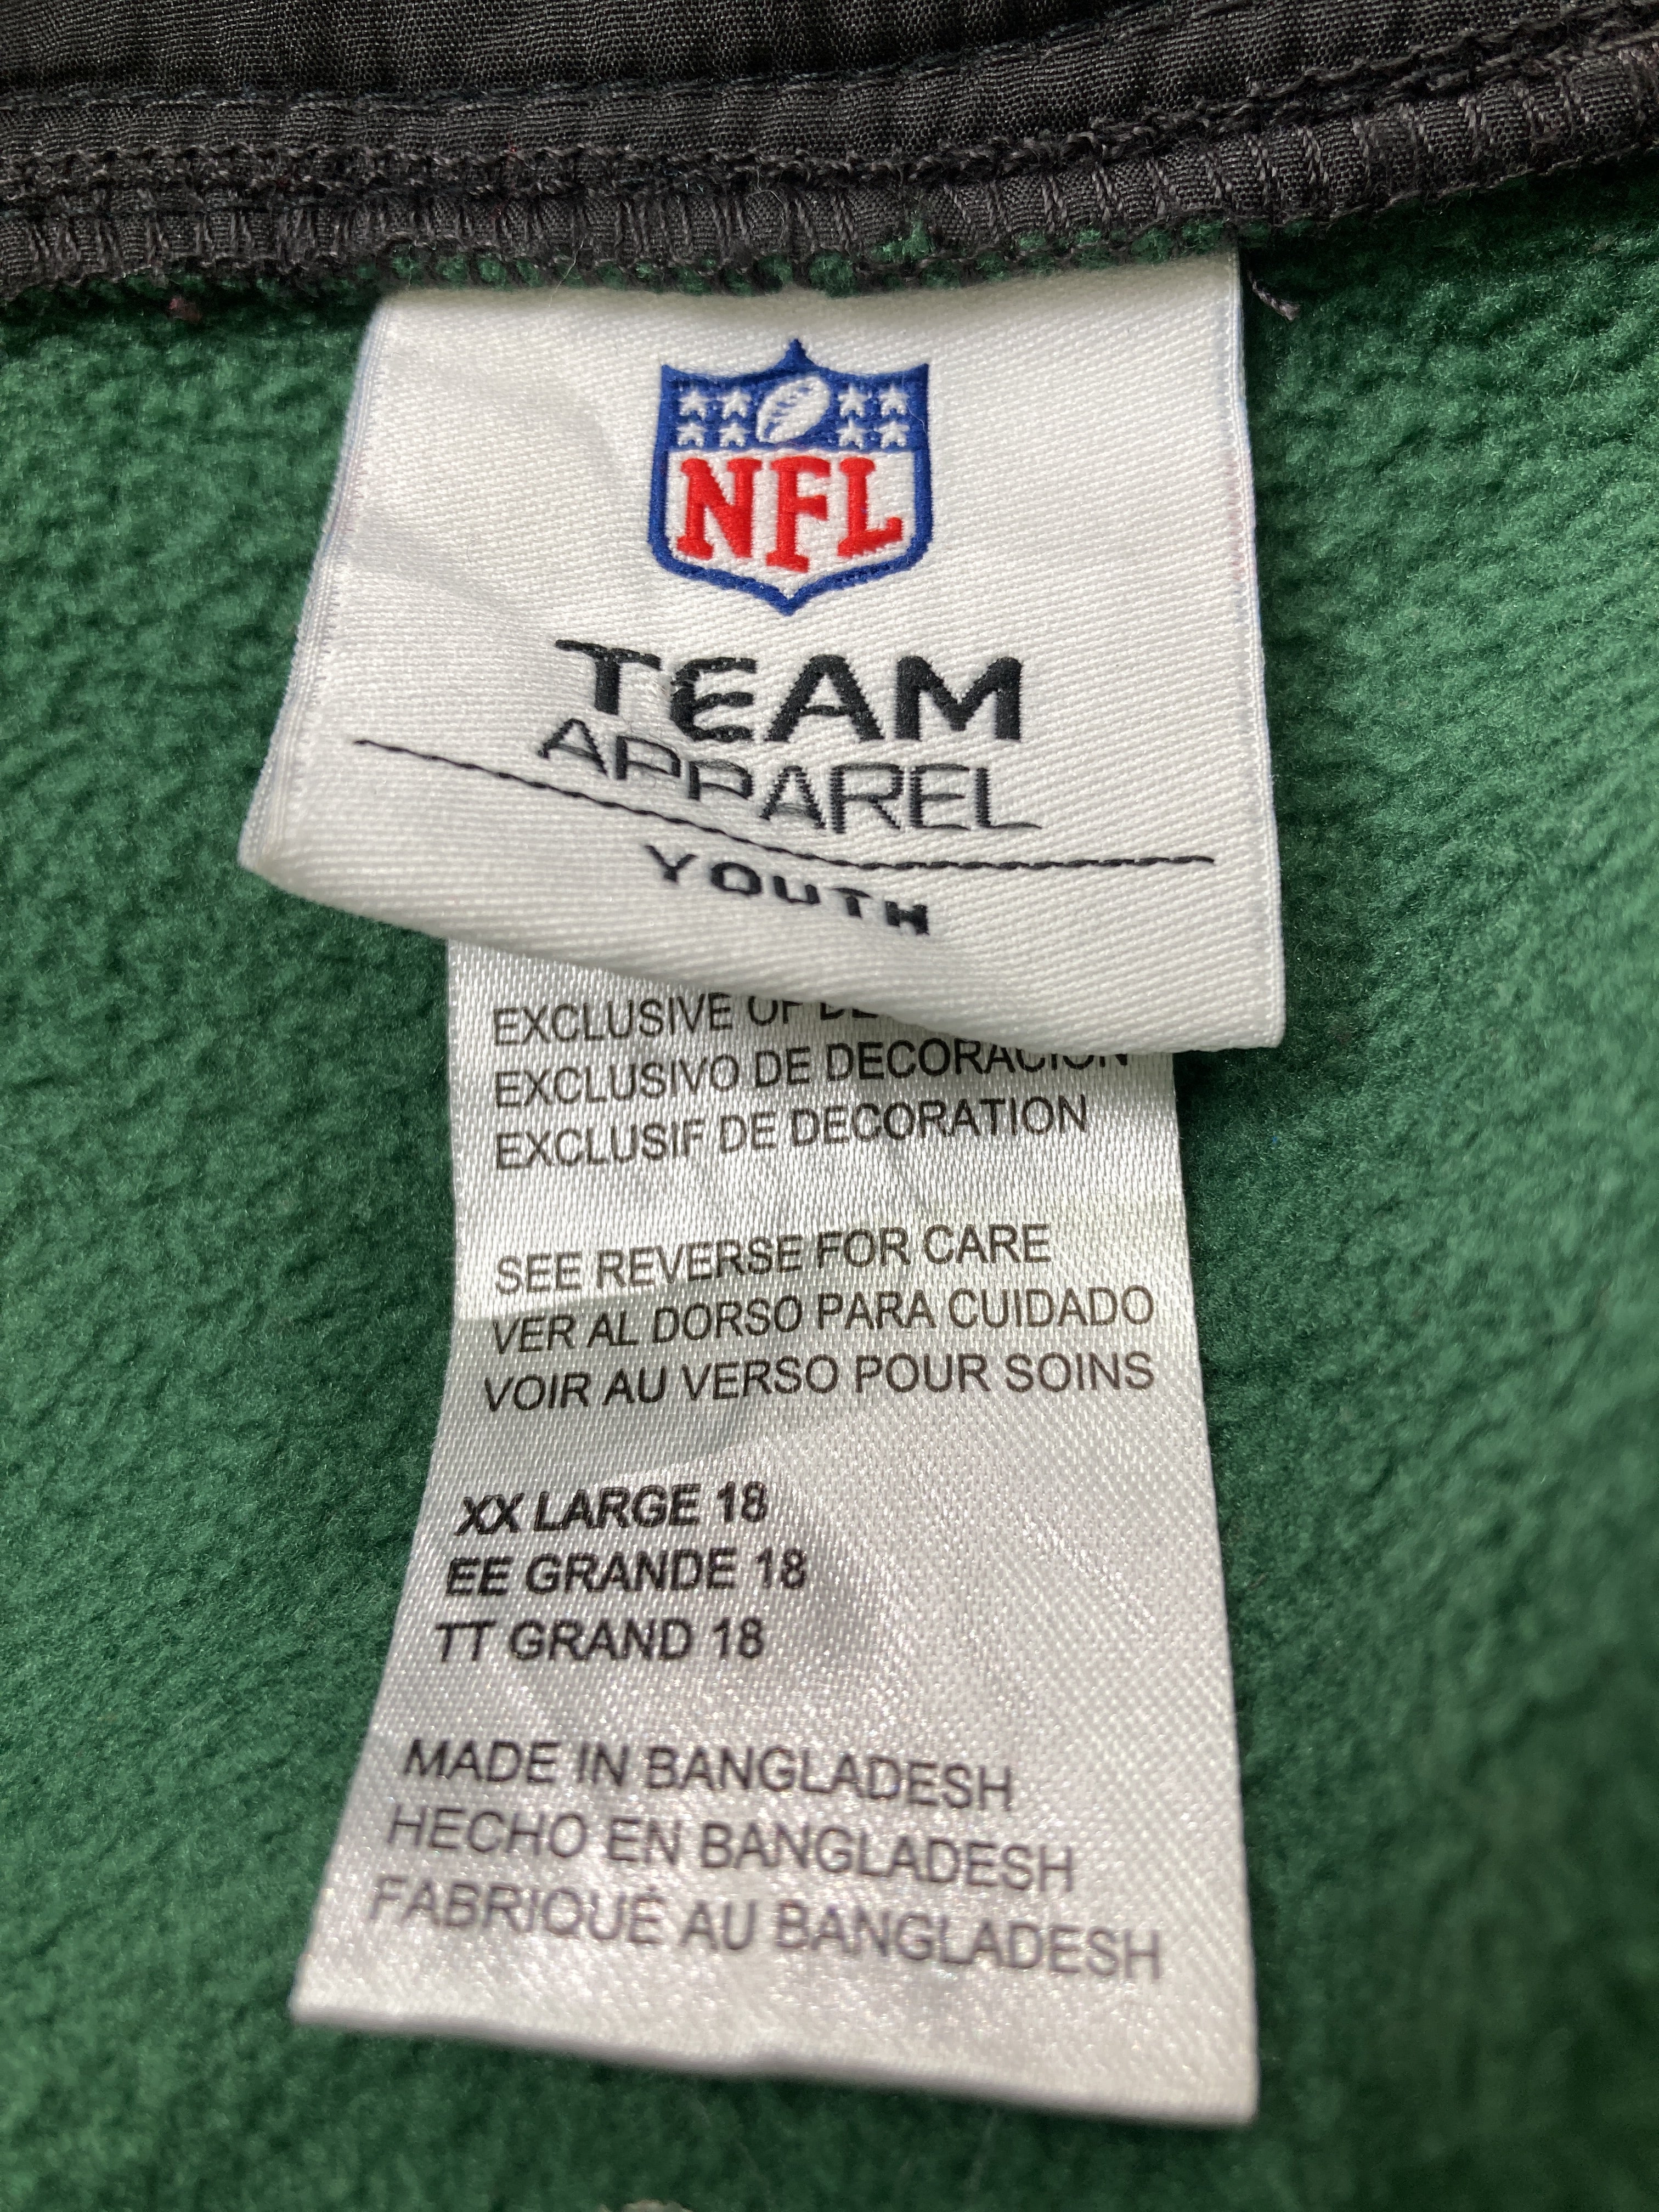 NFL
TEAM
APPAREL
YOUTH
EXCLUSIVE OF
EXCLUSIVO DE DECORACION
EXCLUSIF DE DECORATION
SEE REVERSE FOR CARE
VER AL DORSO PARA CUIDADO
VOIR AU VERSO POUR SOINS
XX LARGE 18
EE GRANDE 18
TT GRAND 18
MADE IN BANGLADESH
HECHO EN BANGLADESH
FABRIQUÉ AU BANGLADESH